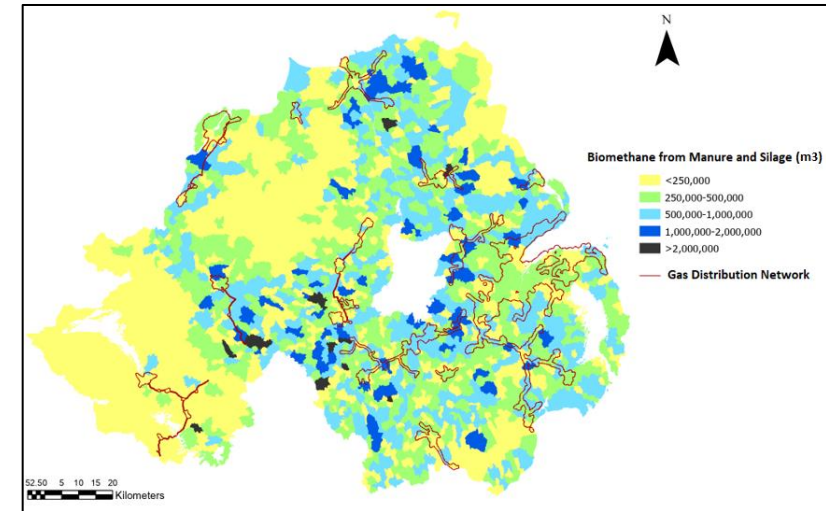 N
Biomethane from Manure and Silage (m3)
<250,000
250,000-500,000
500,000-1,000,000
1,000,000-2,000,000
>2,000,000
Gas Distribution Network
52.50 5 10 15 20
Kilometers